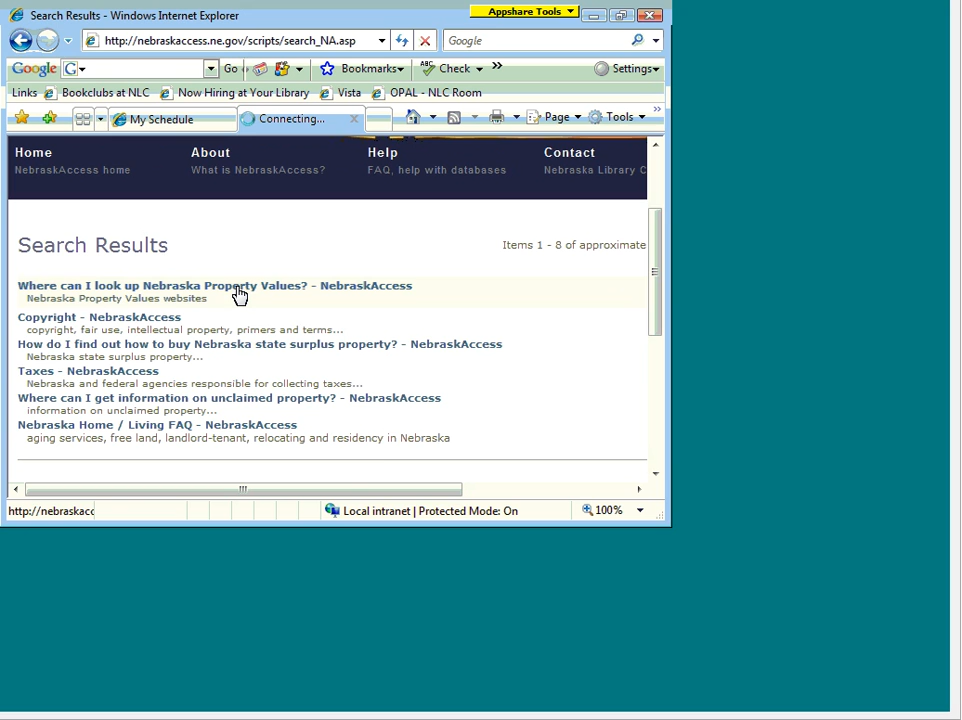 Search Results - Windows Internet Explorer
Appshare Tools
http://nebraskaccess.ne.gov/scripts/search_NA.asp
Google
Google
G
Go
Bookmarks
ABC
Check
»
Settings
Links
Bookclubs at NLC
Now Hiring at Your Library
Vista
OPAL - NLC Room
My Schedule
Connecting...
Page
Tools
»
Home
About
Help
Contact
NebraskAccess home
What is NebraskAccess?
FAQ, help with databases
Nebraska Library C
Search Results
Items 1 - 8 of approximate
Where can I look up Nebraska Property Values? - NebraskAccess
Nebraska Property Values websites
Copyright - NebraskAccess
copyright, fair use, intellectual property, primers and terms...
How do I find out how to buy Nebraska state surplus property? - NebraskAccess
Nebraska state surplus property...
Taxes - NebraskAccess
Nebraska and federal agencies responsible for collecting taxes...
Where can I get information on unclaimed property? - NebraskAccess
information on unclaimed property...
Nebraska Home / Living FAQ - NebraskAccess
aging services, free land, landlord-tenant, relocating and residency in Nebraska
http://nebraskacc
Local intranet | Protected Mode: On
100%